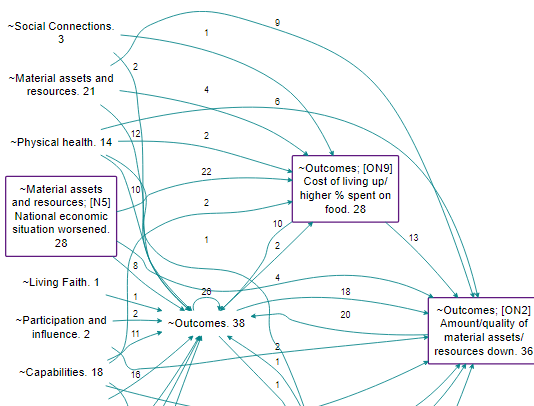 9
~Social Connections.
3
1
2
~Material assets and
resources. 21
4
6
12
2
~Physical health. 14
22
~Outcomes; [ON9]
Cost of living up/
higher % spent on
food. 28
~Material assets
and resources; [N5]
National economic
situation worsened.
28
10
2
10
13
1
2
8
4
~Living Faith. 1
1
26
18
~Outcomes; [ON2]
Amount/quality of
material assets/
resources down. 36
~Participation and
influence. 2
2
~Outcomes. 38
20
11
2
1
~Capabilities. 18
16
1